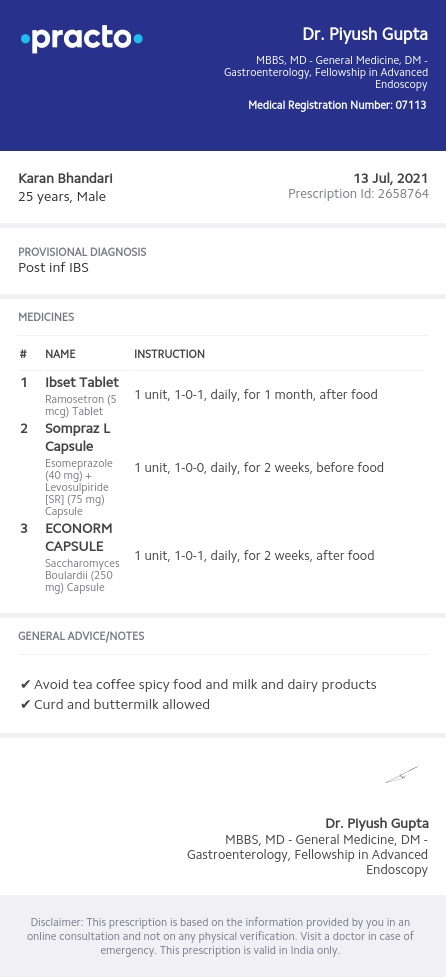 practo
Dr. Piyush Gupta
MBBS, MD - General Medicine, DM -
Gastroenterology, Fellowship in Advanced
Endoscopy
Medical Registration Number: 07113
Karan Bhandari
25 years, Male
13 Jul, 2021
Prescription Id: 2658764
PROVISIONAL DIAGNOSIS
Post inf IBS
MEDICINES
# NAME INSTRUCTION
1 Ibset Tablet
Ramosetron (5
mcg) Tablet
1 unit, 1-0-1, daily, for 1 month, after food
2 Sompraz L
Capsule
Esomeprazole
(40 mg) +
Levosulpiride
[SR] (75 mg)
Capsule
1 unit, 1-0-0, daily, for 2 weeks, before food
3 ECONORM
CAPSULE
Saccharomyces
Boulardii (250
mg) Capsule
1 unit, 1-0-1, daily, for 2 weeks, after food
GENERAL ADVICE/NOTES
✔ Avoid tea coffee spicy food and milk and dairy products
✔ Curd and buttermilk allowed
Dr. Piyush Gupta
MBBS, MD - General Medicine, DM -
Gastroenterology, Fellowship in Advanced
Endoscopy
Disclaimer: This prescription is based on the information provided by you in an
online consultation and not on any physical verification. Visit a doctor in case of
emergency. This prescription is valid in India only.